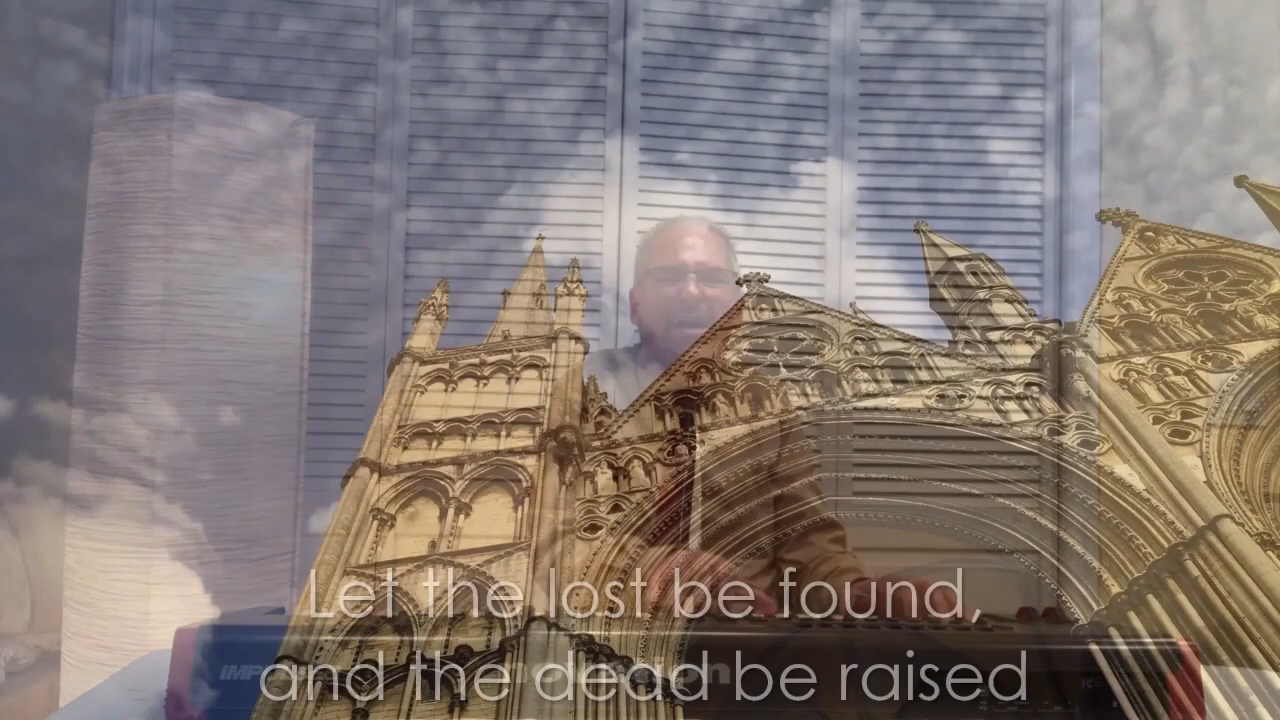 Let the lost be found,
and the dead be raised